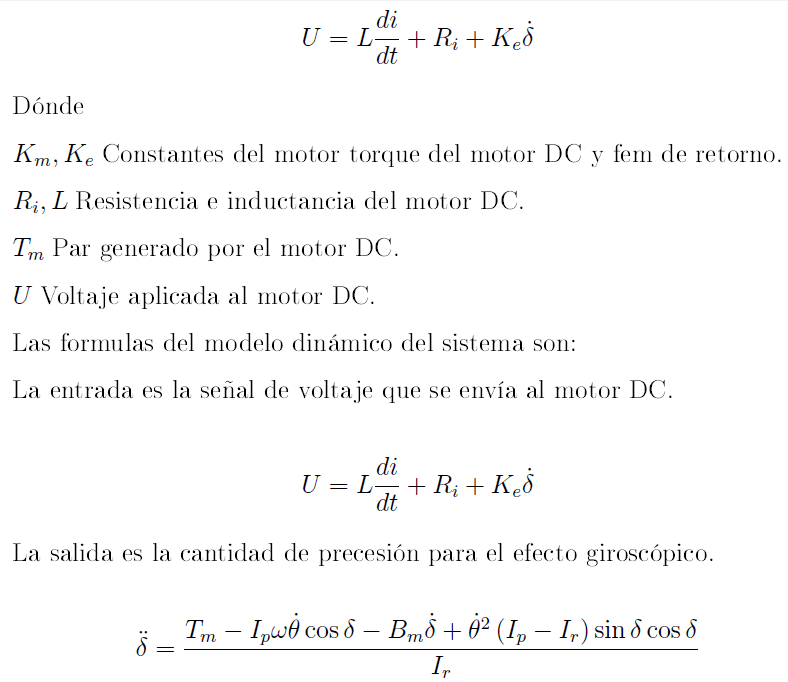 U = L \frac{di}{dt} + R_i + K_e \dot{\delta}
Dónde
K_m, K_e Constantes del motor torque del motor DC y fem de retorno.
R_i, L Resistencia e inductancia del motor DC.
T_m Par generado por el motor DC.
U Voltaje aplicada al motor DC.
Las formulas del modelo dinámico del sistema son:
La entrada es la señal de voltaje que se envía al motor DC.
U = L \frac{di}{dt} + R_i + K_e \dot{\delta}
La salida es la cantidad de precesión para el efecto giroscópico.
\ddot{\delta} = \frac{T_m - I_p \omega \dot{\theta} \cos \delta - B_m \dot{\delta} + \dot{\theta}^2 (I_p - I_r) \sin \delta \cos \delta}{I_r}